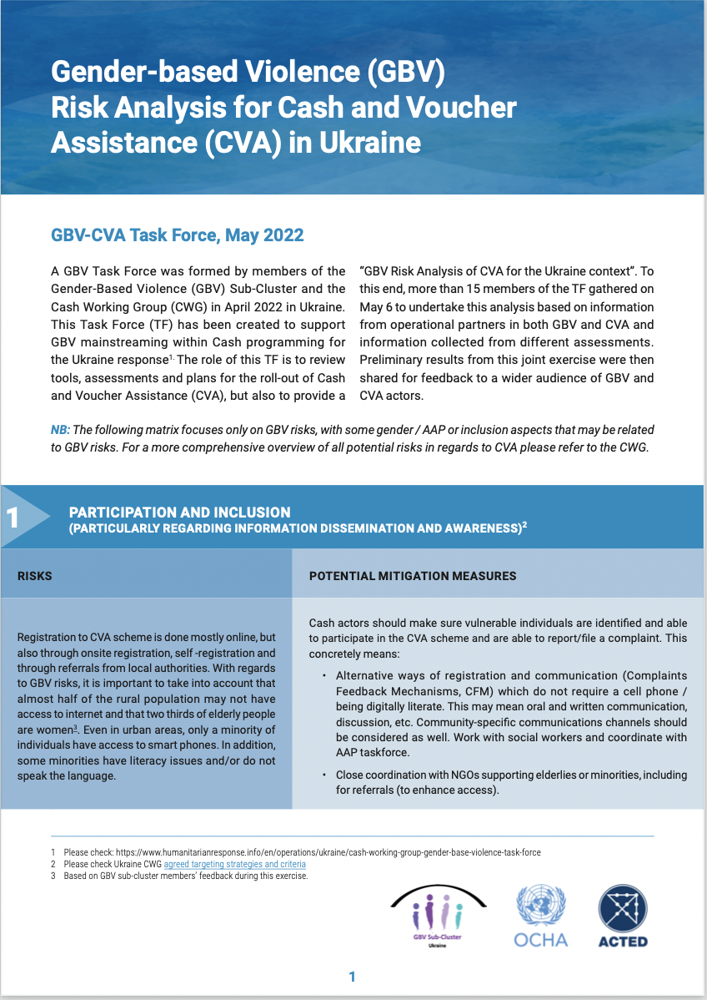 Gender-based Violence (GBV)
Risk Analysis for Cash and Voucher
Assistance (CVA) in Ukraine
GBV-CVA Task Force, May 2022
A GBV Task Force was formed by members of the
Gender-Based Violence (GBV) Sub-Cluster and the
Cash Working Group (CWG) in April 2022 in Ukraine.
This Task Force (TF) has been created to support
GBV mainstreaming within Cash programming for
the Ukraine response1. The role of this TF is to review
tools, assessments and plans for the roll-out of Cash
and Voucher Assistance (CVA), but also to provide a
“GBV Risk Analysis of CVA for the Ukraine context”. To
this end, more than 15 members of the TF gathered on
May 6 to undertake this analysis based on information
from operational partners in both GBV and CVA and
information collected from different assessments.
Preliminary results from this joint exercise were then
shared for feedback to a wider audience of GBV and
CVA actors.
NB: The following matrix focuses only on GBV risks, with some gender / AAP or inclusion aspects that may be related
to GBV risks. For a more comprehensive overview of all potential risks in regards to CVA please refer to the CWG.
1
PARTICIPATION AND INCLUSION
(PARTICULARLY REGARDING INFORMATION DISSEMINATION AND AWARENESS)2
RISKS
Registration to CVA scheme is done mostly online, but
also through onsite registration, self -registration and
through referrals from local authorities. With regards
to GBV risks, it is important to take into account that
almost half of the rural population may not have
access to internet and that two thirds of elderly people
are women3. Even in urban areas, only a minority of
individuals have access to smart phones. In addition,
some minorities have literacy issues and/or do not
speak the language.
POTENTIAL MITIGATION MEASURES
Cash actors should make sure vulnerable individuals are identified and able
to participate in the CVA scheme and are able to report/file a complaint. This
concretely means:
• Alternative ways of registration and communication (Complaints
Feedback Mechanisms, CFM) which do not require a cell phone /
being digitally literate. This may mean oral and written communication,
discussion, etc. Community-specific communications channels should
be considered as well. Work with social workers and coordinate with
AAP taskforce.
• Close coordination with NGOs supporting elderlies or minorities, including
for referrals (to enhance access).
1 Please check: https://www.humanitarianresponse.info/en/operations/ukraine/cash-working-group-gender-base-violence-task-force
2 Please check Ukraine CWG agreed targeting strategies and criteria
3 Based on GBV sub-cluster members’ feedback during this exercise.
GBV Sub-Cluster
Ukraine
OCHA
ACTED
1